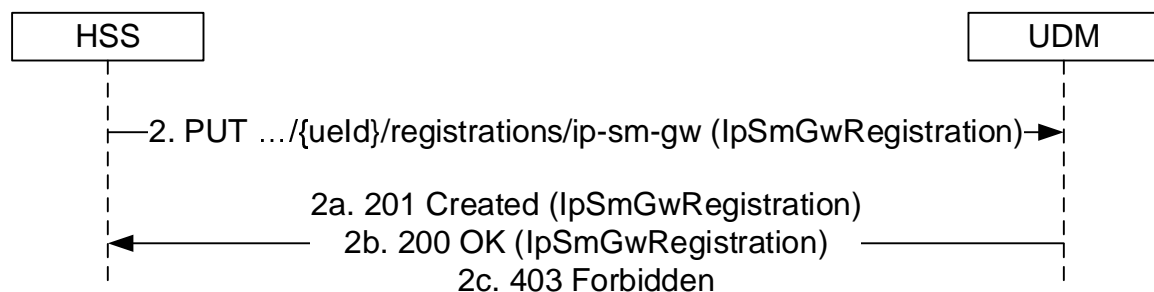 HSS
UDM
2. PUT …/{ueId}/registrations/ip-sm-gw (IpSmGwRegistration)
2a. 201 Created (IpSmGwRegistration)
2b. 200 OK (IpSmGwRegistration)
2c. 403 Forbidden